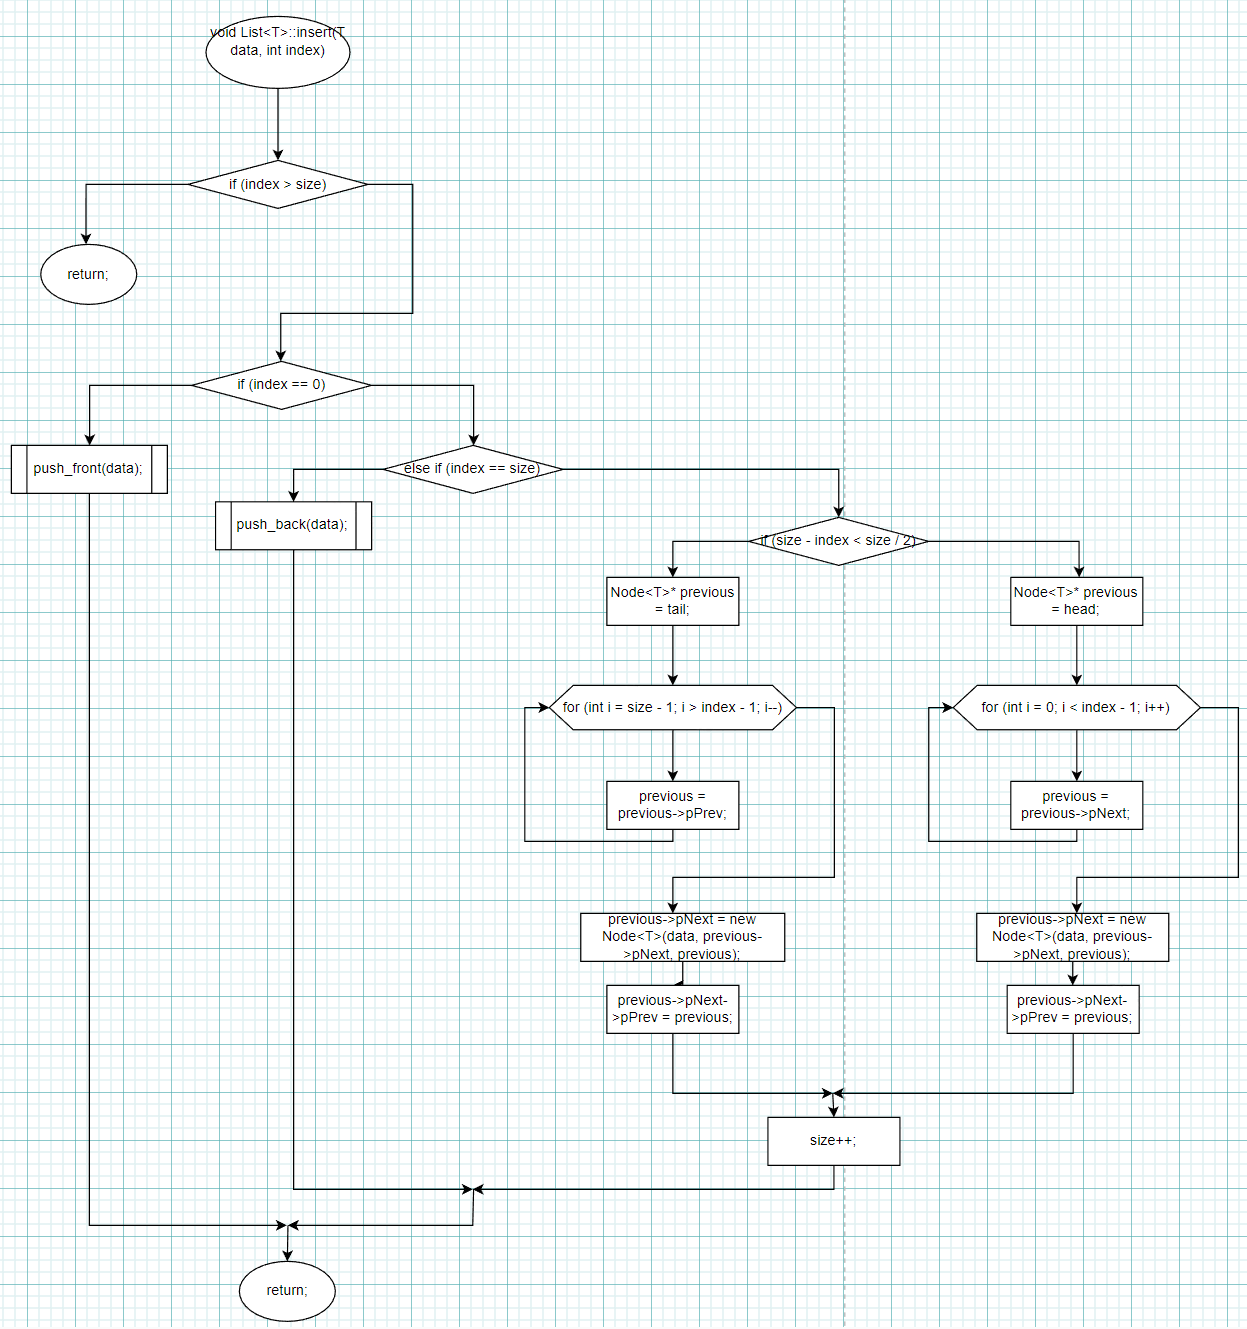 void List<T>::insert(T
data, int index)
if (index > size)
return;
if (index == 0)
push_front(data);
else if (index == size)
push_back(data);
if (size - index < size / 2)
Node<T>* previous
= tail;
Node<T>* previous
= head;
for (int i = size - 1; i > index - 1; i--)
for (int i = 0; i < index - 1; i++)
previous =
previous->pPrev;
previous =
previous->pNext;
previous->pNext = new
Node<T>(data, previous-
>pNext, previous);
previous->pNext = new
Node<T>(data, previous-
>pNext, previous);
previous->pNext-
>pPrev = previous;
previous->pNext-
>pPrev = previous;
size++;
return;